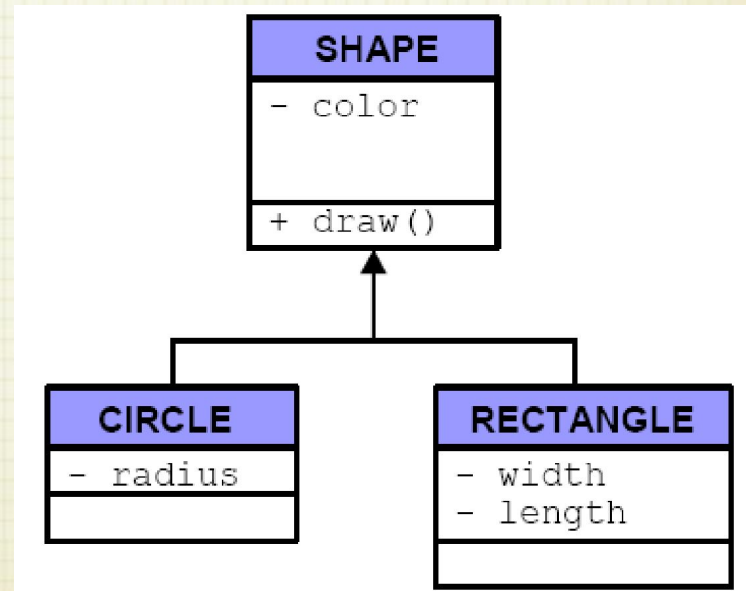 SHAPE
- color
+ draw()
CIRCLE
- radius
RECTANGLE
- width
- length